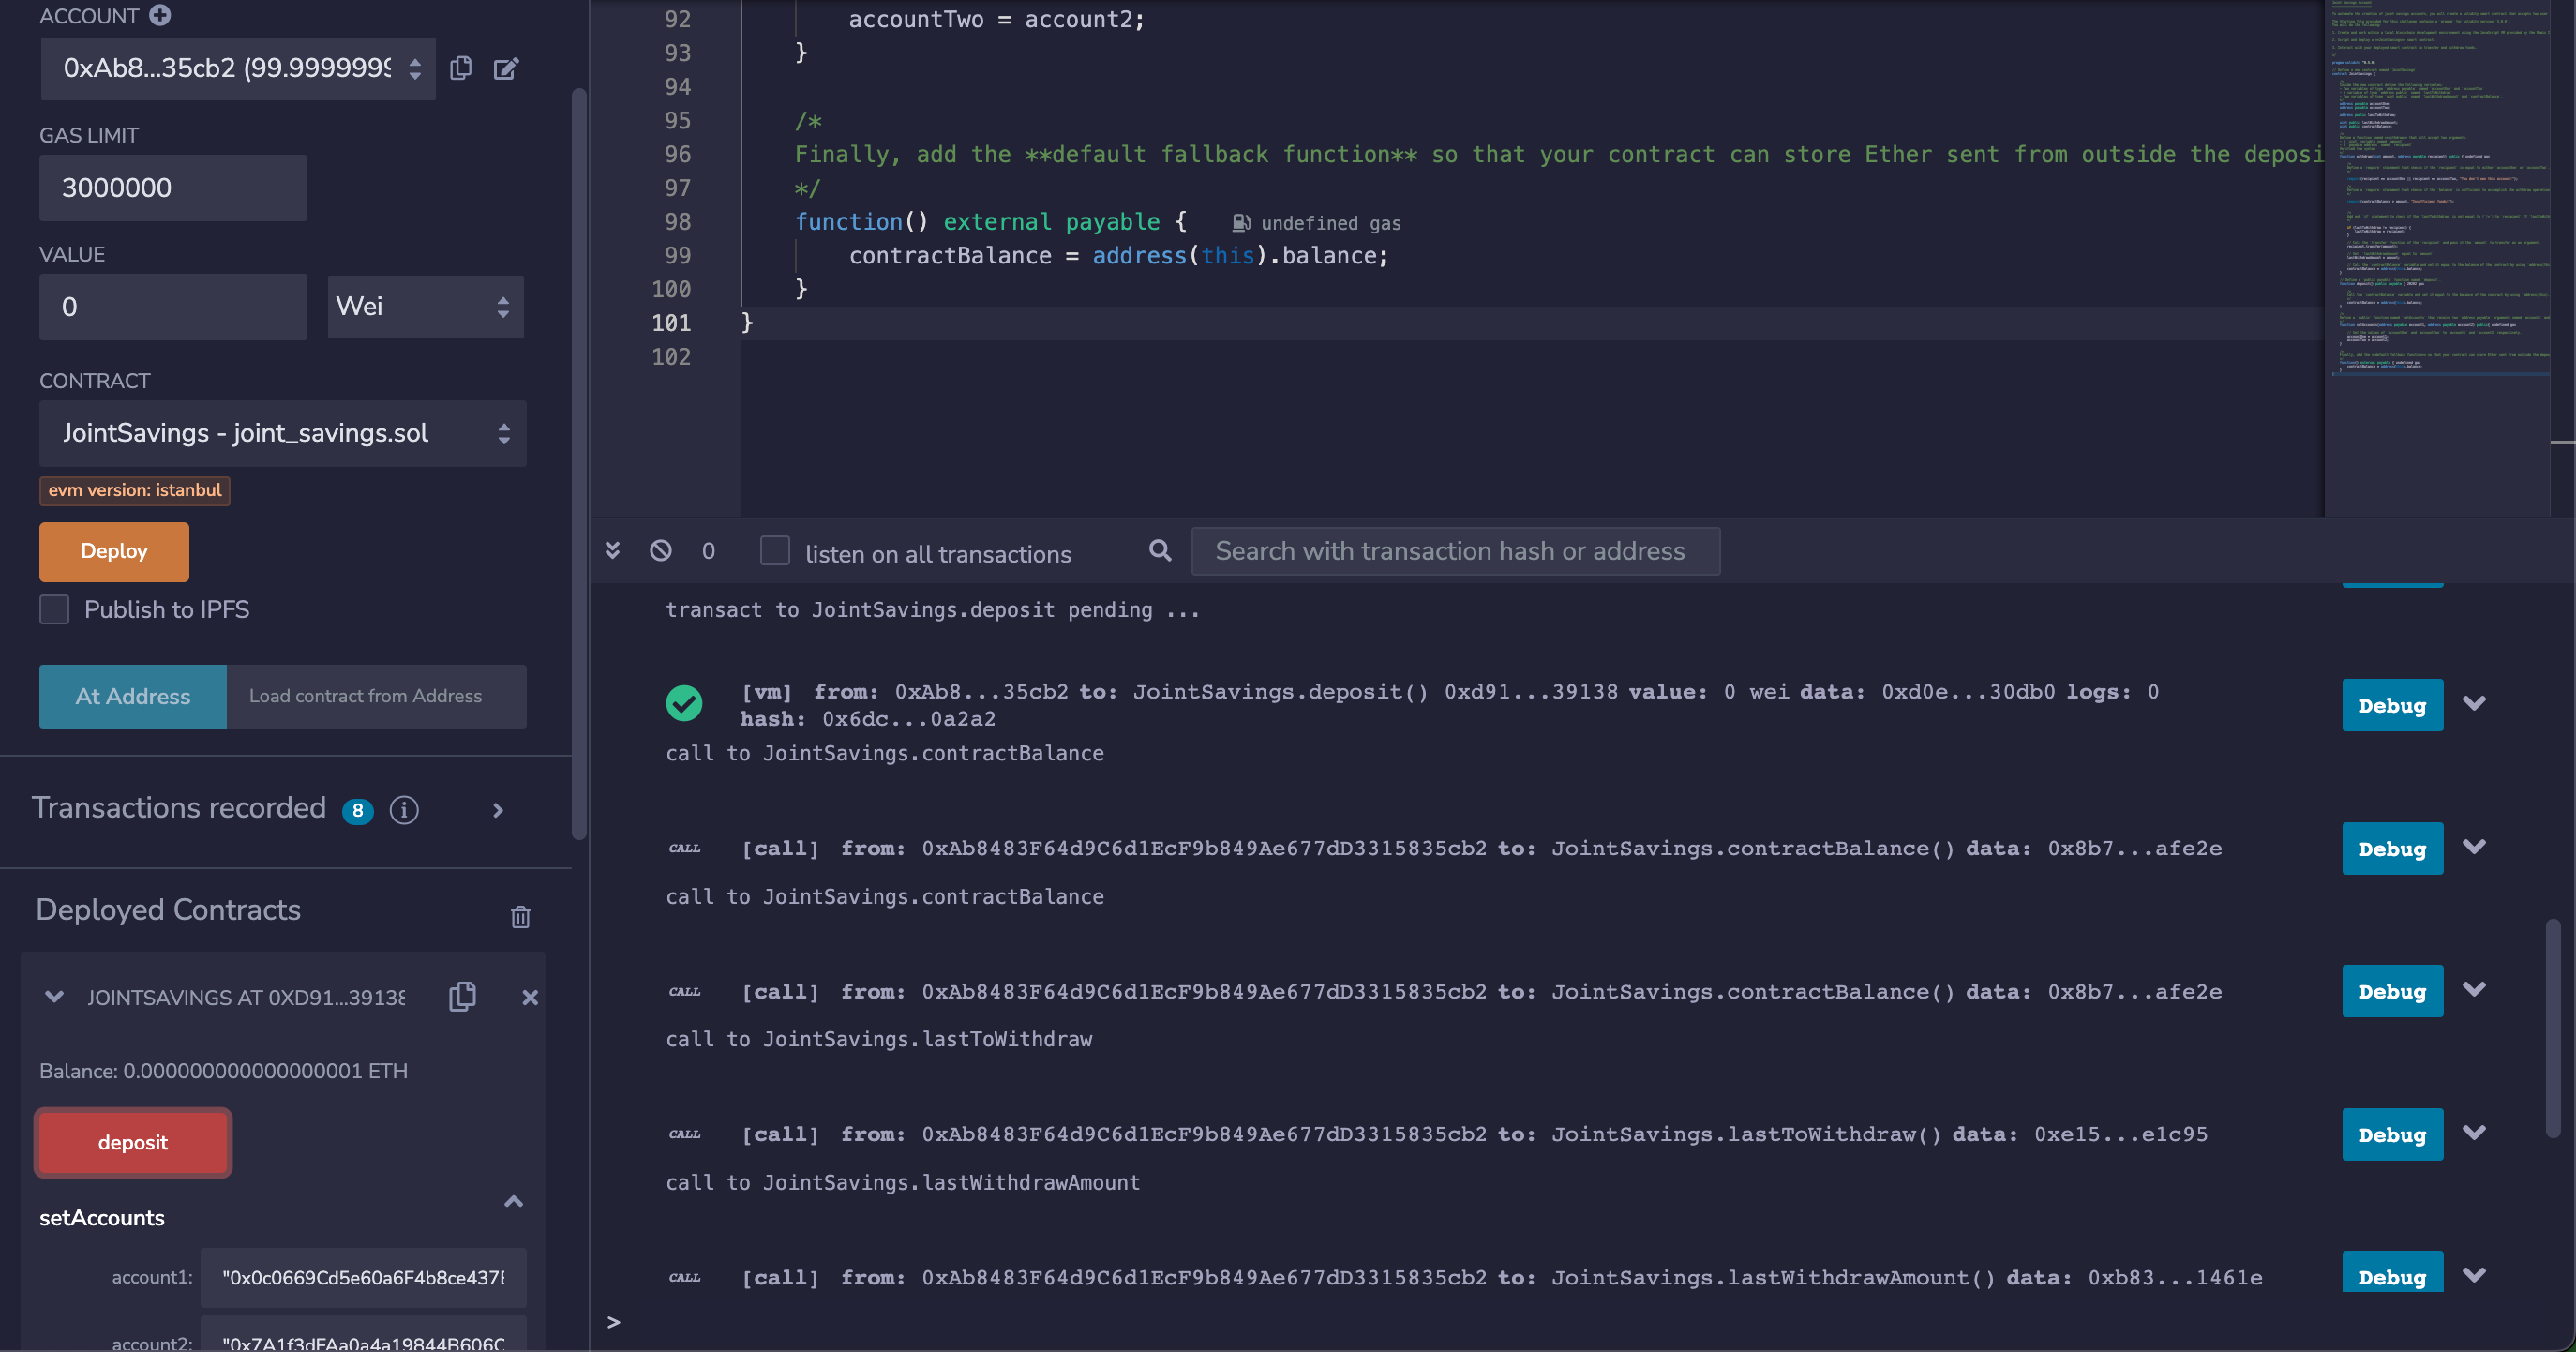 ACCOUNT
0xAb8...35cb2 (99.9999999
GAS LIMIT
3000000
VALUE
0
Wei
CONTRACT
JointSavings - joint_savings.sol
evm version: istanbul
Deploy
Publish to IPFS
At Address
Load contract from Address
Transactions recorded 8 i
Deployed Contracts
JOINTSAVINGS AT 0XD91...39138
Balance: 0.000000000000000001 ETH
deposit
setAccounts
account1: "0x0c0669Cd5e60a6F4b8ce437E
account2: "0x7A1f3dFAa0a4a19844B606C
92 accountTwo = account2;
93 }
94
95 /*
96 Finally, add the **default fallback function** so that your contract can store Ether sent from outside the deposi
97 */
98 function() external payable { undefined gas
99 contractBalance = address(this).balance;
100 }
101 }
102
0
listen on all transactions
Search with transaction hash or address
transact to JointSavings.deposit pending ...
[vm] from: 0xAb8...35cb2 to: JointSavings.deposit() 0xd91...39138 value: 0 wei data: 0xd0e...30db0 logs: 0
hash: 0x6dc...0a2a2
Debug
call to JointSavings.contractBalance
CALL [call] from: 0xAb8483F64d9C6d1EcF9b849Ae677dD3315835cb2 to: JointSavings.contractBalance() data: 0x8b7...afe2e
Debug
call to JointSavings.contractBalance
CALL [call] from: 0xAb8483F64d9C6d1EcF9b849Ae677dD3315835cb2 to: JointSavings.contractBalance() data: 0x8b7...afe2e
Debug
call to JointSavings.lastToWithdraw
CALL [call] from: 0xAb8483F64d9C6d1EcF9b849Ae677dD3315835cb2 to: JointSavings.lastToWithdraw() data: 0xe15...e1c95
Debug
call to JointSavings.lastWithdrawAmount
CALL [call] from: 0xAb8483F64d9C6d1EcF9b849Ae677dD3315835cb2 to: JointSavings.lastWithdrawAmount() data: 0xb83...1461e
Debug
>